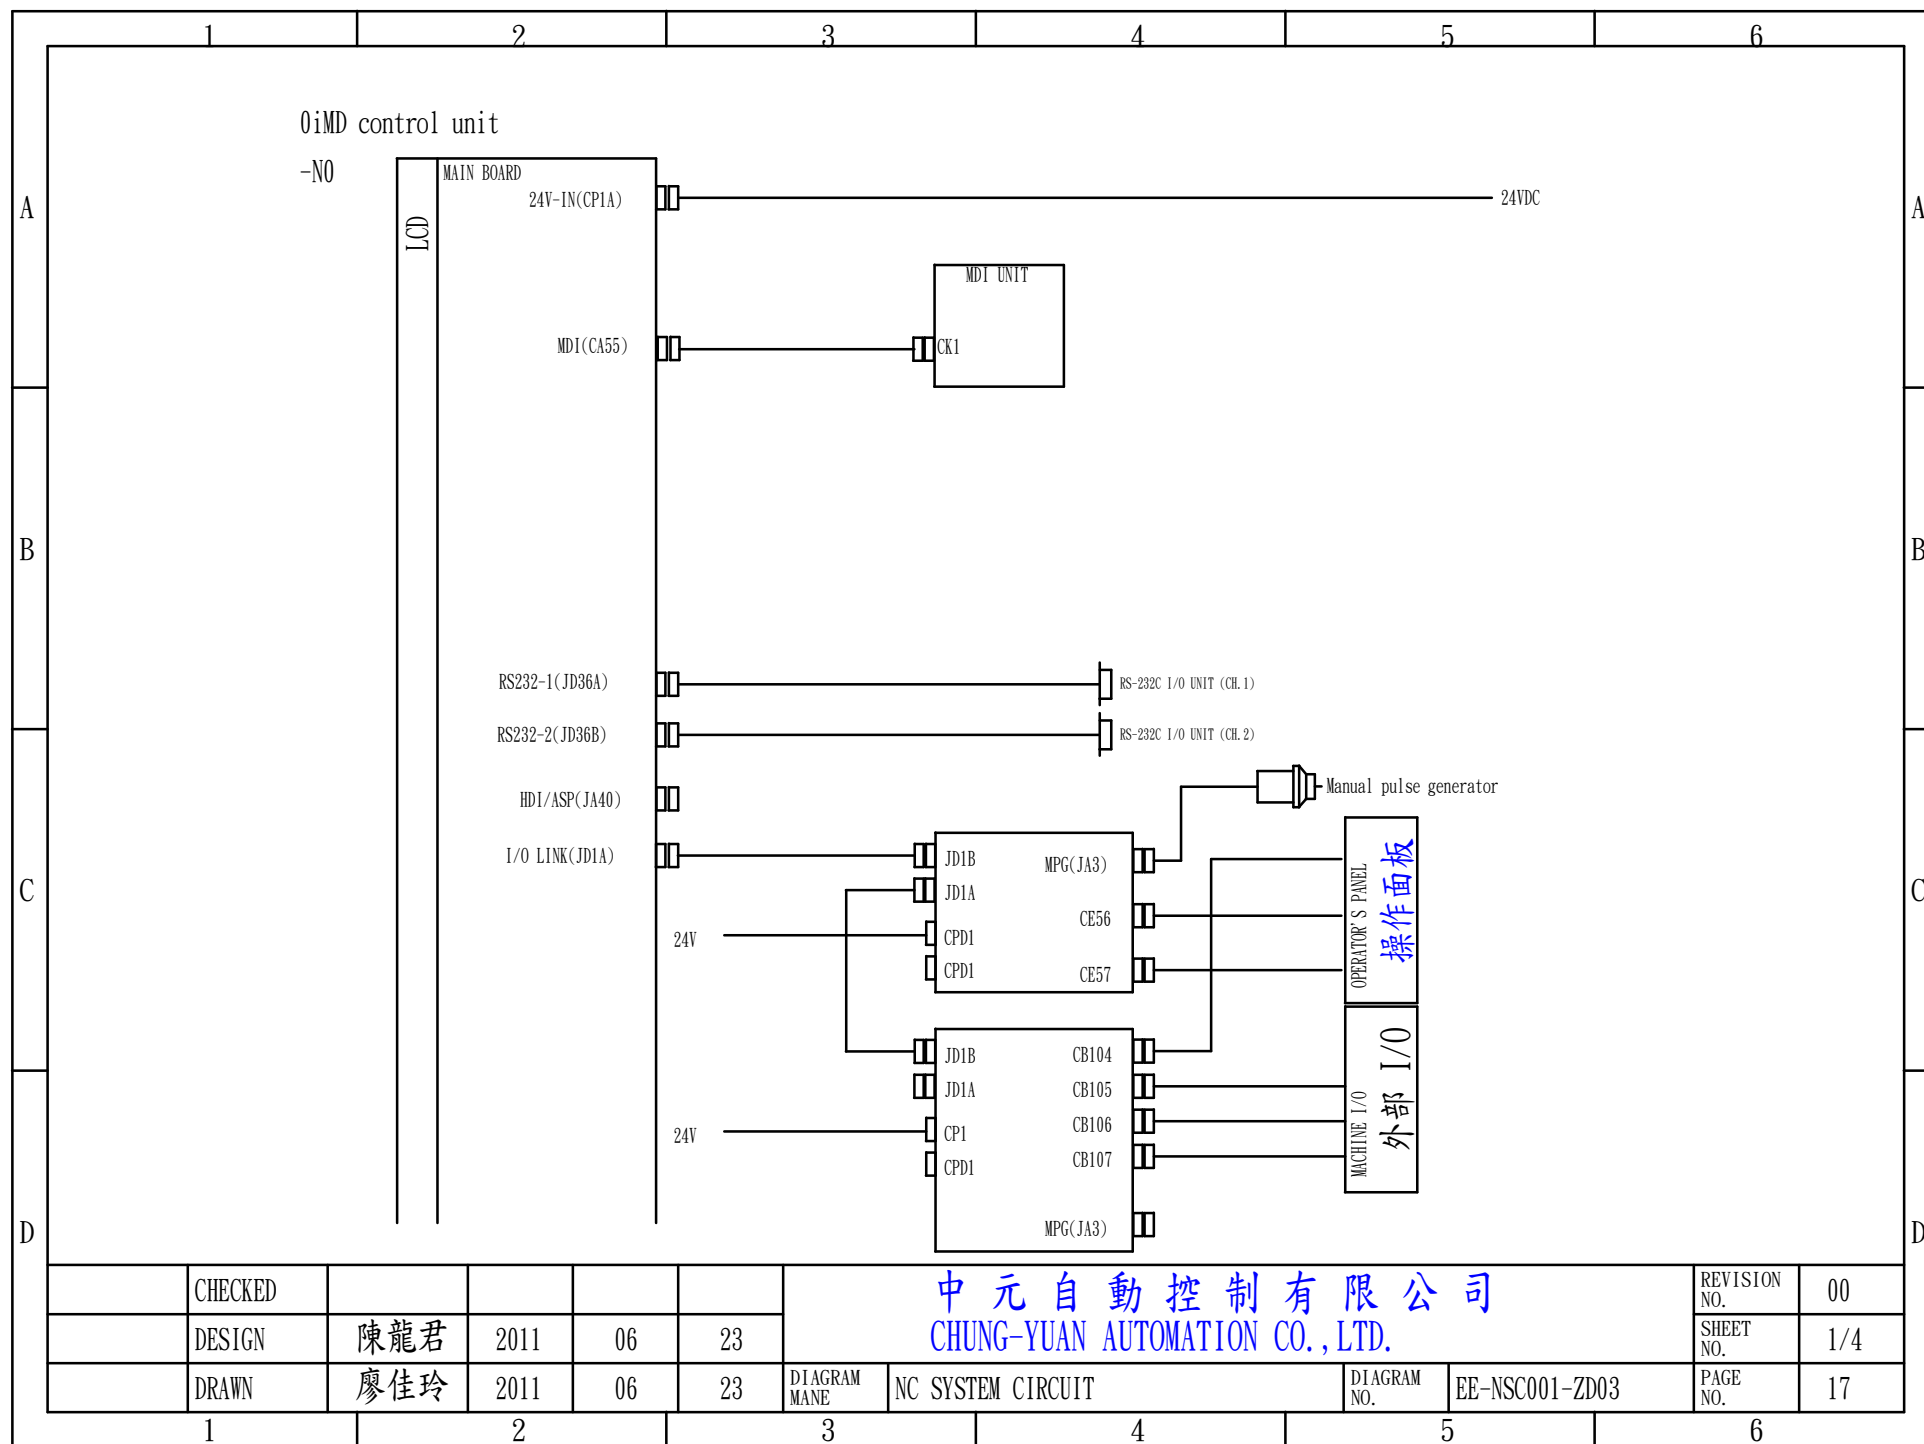 1 2 3 4 5 6
0iMD control unit
-N0
MAIN BOARD
LCD
24V-IN(CP1A)
24VDC
A A
MDI UNIT
MDI(CA55)
CK1
B B
RS232-1(JD36A)
RS-232C I/O UNIT (CH.1)
RS232-2(JD36B)
RS-232C I/O UNIT (CH.2)
HDI/ASP(JA40)
Manual pulse generator
I/O LINK(JD1A)
JD1B
MPG(JA3)
JD1A
C C
CE56
24V
CPD1
CPD1
CE57
OPERATOR'S PANEL
操作面板
JD1B
CB104
JD1A
CB105
24V
CP1
CB106
CPD1
CB107
MACHINE I/O
外部 I/O
MPG(JA3)
D D
CHECKED
DESIGN 陳龍君 2011 06 23
DRAWN 廖佳玲 2011 06 23
中元自動控制有限公司
CHUNG-YUAN AUTOMATION CO.,LTD.
DIAGRAM
MANE
NC SYSTEM CIRCUIT
DIAGRAM
NO.
EE-NSC001-ZD03
REVISION
NO.
00
SHEET
NO.
1/4
PAGE
NO.
17
1 2 3 4 5 6